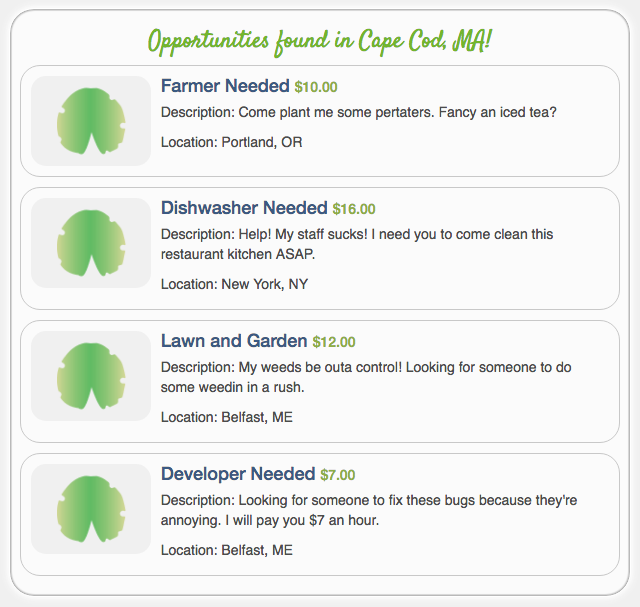 Opportunities found in Cape Cod, MA!
Farmer Needed $10.00
Description: Come plant me some pertaters. Fancy an iced tea?
Location: Portland, OR
Dishwasher Needed $16.00
Description: Help! My staff sucks! I need you to come clean this
restaurant kitchen ASAP.
Location: New York, NY
Lawn and Garden $12.00
Description: My weeds be outa control! Looking for someone to do
some weedin in a rush.
Location: Belfast, ME
Developer Needed $7.00
Description: Looking for someone to fix these bugs because they're
annoying. I will pay you $7 an hour.
Location: Belfast, ME